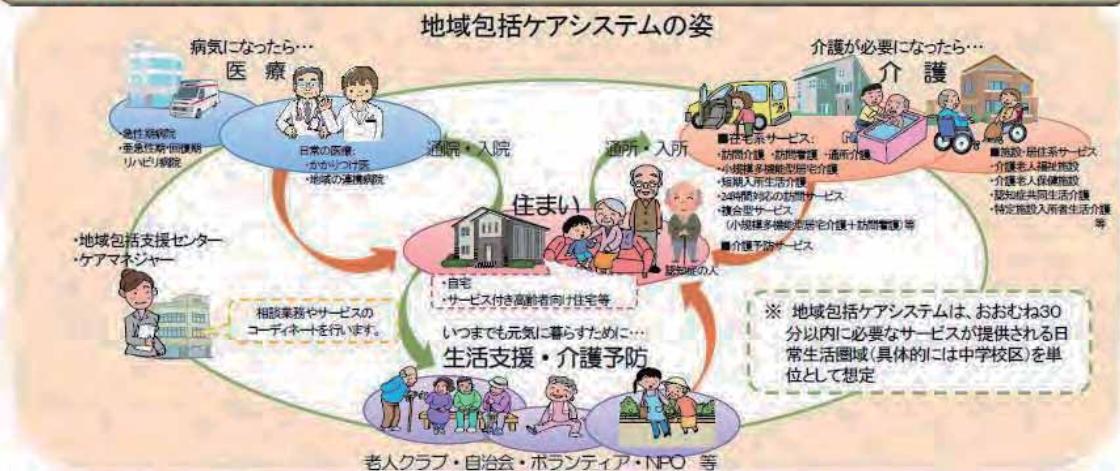 地域包括ケアシステムの姿
病気になったら…
医 療
・急性期病院
・亜急性期・回復期
リハビリ病院
日常の医療:
・かかりつけ医
・地域の連携病院
通院・入院
通所・入所
介護が必要になったら…
介 護
■在宅系サービス:
・訪問介護 ・訪問看護 ・通所介護
・小規模多機能型居宅介護
・短期入所生活介護
・24時間対応の訪問サービス
・複合型サービス
(小規模多機能型居宅介護+訪問看護)等
■介護予防サービス
■施設・居住系サービス
・介護老人福祉施設
・介護老人保健施設
・認知症共同生活介護
・特定施設入所者生活介護
等
住まい
・自宅
・サービス付き高齢者向け住宅等
認知症の人
・地域包括支援センター
・ケアマネジャー
相談業務やサービスの
コーディネートを行います。
いつまでも元気に暮らすために…
生活支援・介護予防
老人クラブ・自治会・ボランティア・NPO 等
※ 地域包括ケアシステムは、おおむね30
分以内に必要なサービスが提供される日
常生活圏域(具体的には中学校区)を単
位として想定